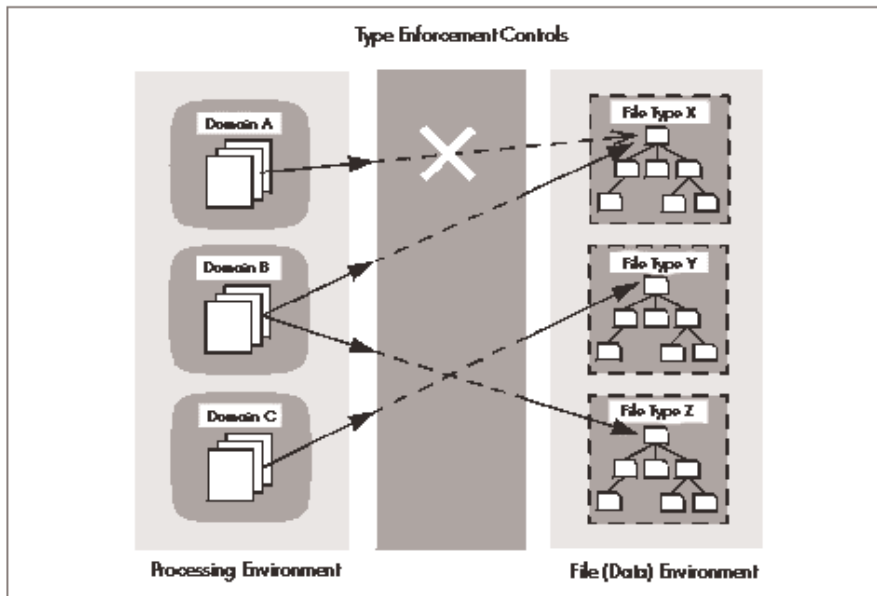 Type Enforcement Controls
Domain A
File Type X
Domain B
File Type Y
Domain C
File Type Z
Processing Environment
File (Data) Environment